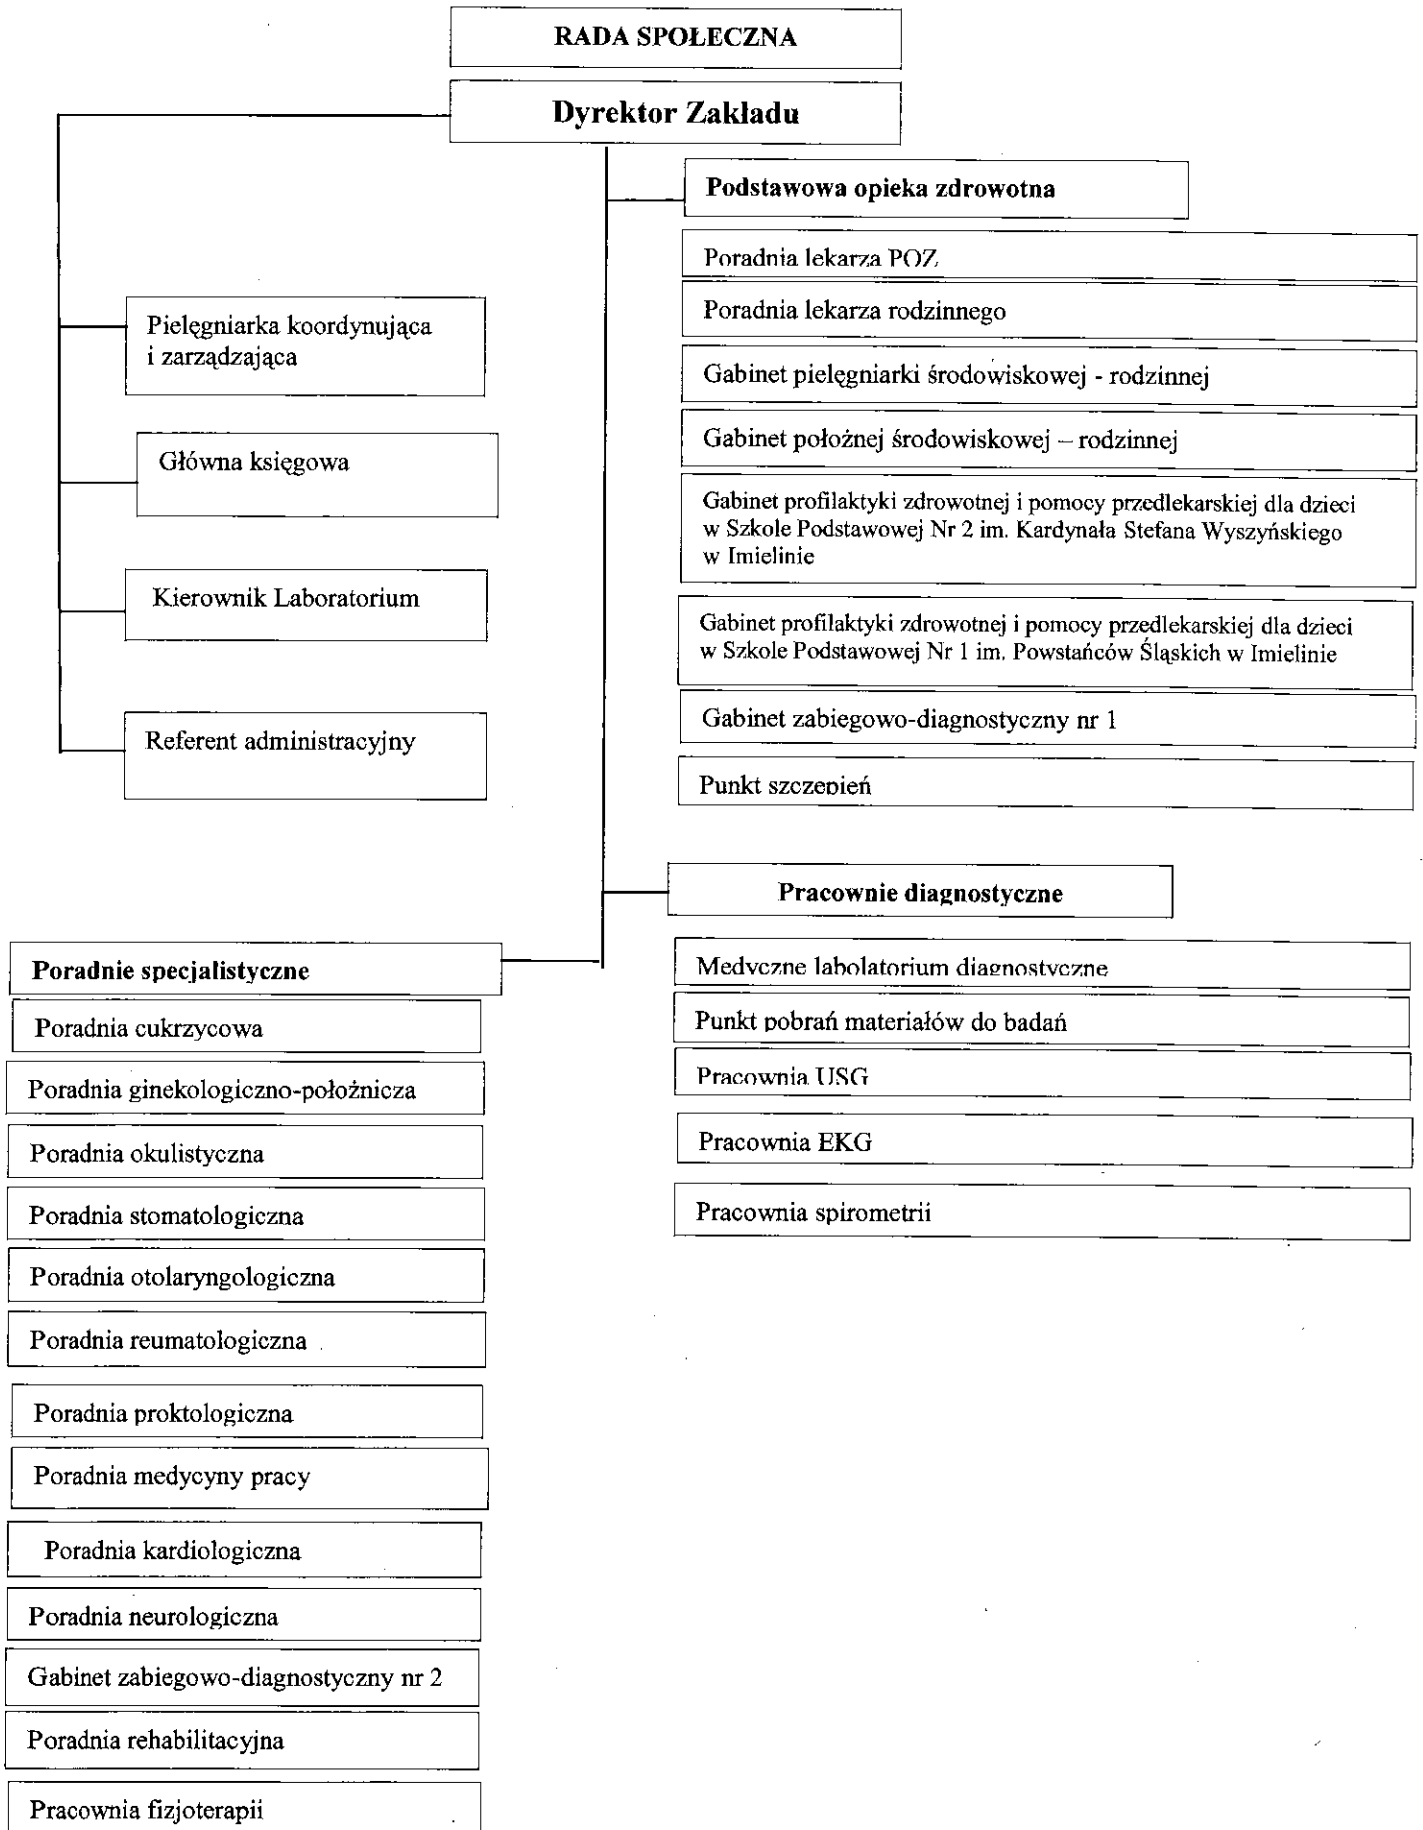 RADA SPOŁECZNA
Dyrektor Zakładu
Pielęgniarka koordynująca
i zarządzająca
Główna księgowa
Kierownik Laboratorium
Referent administracyjny
Podstawowa opieka zdrowotna
Poradnia lekarza POZ
Poradnia lekarza rodzinnego
Gabinet pielęgniarki środowiskowej - rodzinnej
Gabinet położnej środowiskowej – rodzinnej
Gabinet profilaktyki zdrowotnej i pomocy przedlekarskiej dla dzieci
w Szkole Podstawowej Nr 2 im. Kardynała Stefana Wyszyńskiego
w Imielinie
Gabinet profilaktyki zdrowotnej i pomocy przedlekarskiej dla dzieci
w Szkole Podstawowej Nr 1 im. Powstańców Śląskich w Imielinie
Gabinet zabiegowo-diagnostyczny nr 1
Punkt szczepień
Pracownie diagnostyczne
Medyczne labolatorium diagnostyczne
Punkt pobrań materiałów do badań
Pracownia USG
Pracownia EKG
Pracownia spirometrii
Poradnie specjalistyczne
Poradnia cukrzycowa
Poradnia ginekologiczno-położnicza
Poradnia okulistyczna
Poradnia stomatologiczna
Poradnia otolaryngologiczna
Poradnia reumatologiczna
Poradnia proktologiczna
Poradnia medycyny pracy
Poradnia kardiologiczna
Poradnia neurologiczna
Gabinet zabiegowo-diagnostyczny nr 2
Poradnia rehabilitacyjna
Pracownia fizjoterapii